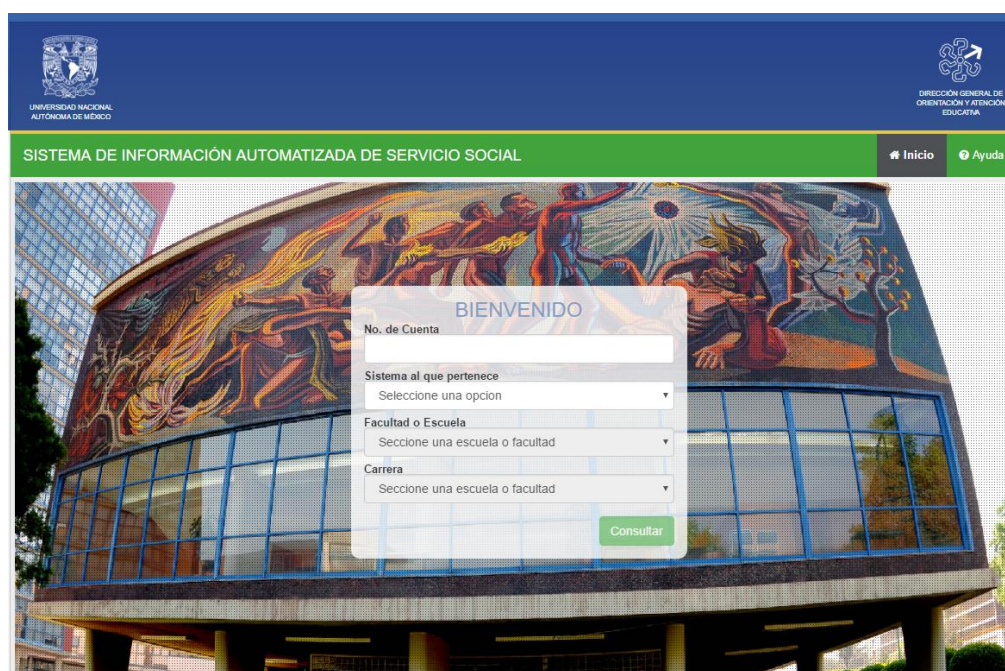 UNIVERSIDAD NACIONAL
AUTÓNOMA DE MÉXICO
DIRECCIÓN GENERAL DE
ORIENTACIÓN Y ATENCIÓN
EDUCATIVA
SISTEMA DE INFORMACIÓN AUTOMATIZADA DE SERVICIO SOCIAL
Inicio
Ayuda
BIENVENIDO
No. de Cuenta
Sistema al que pertenece
Seleccione una opcion
Facultad o Escuela
Seccione una escuela o facultad
Carrera
Seccione una escuela o facultad
Consultar